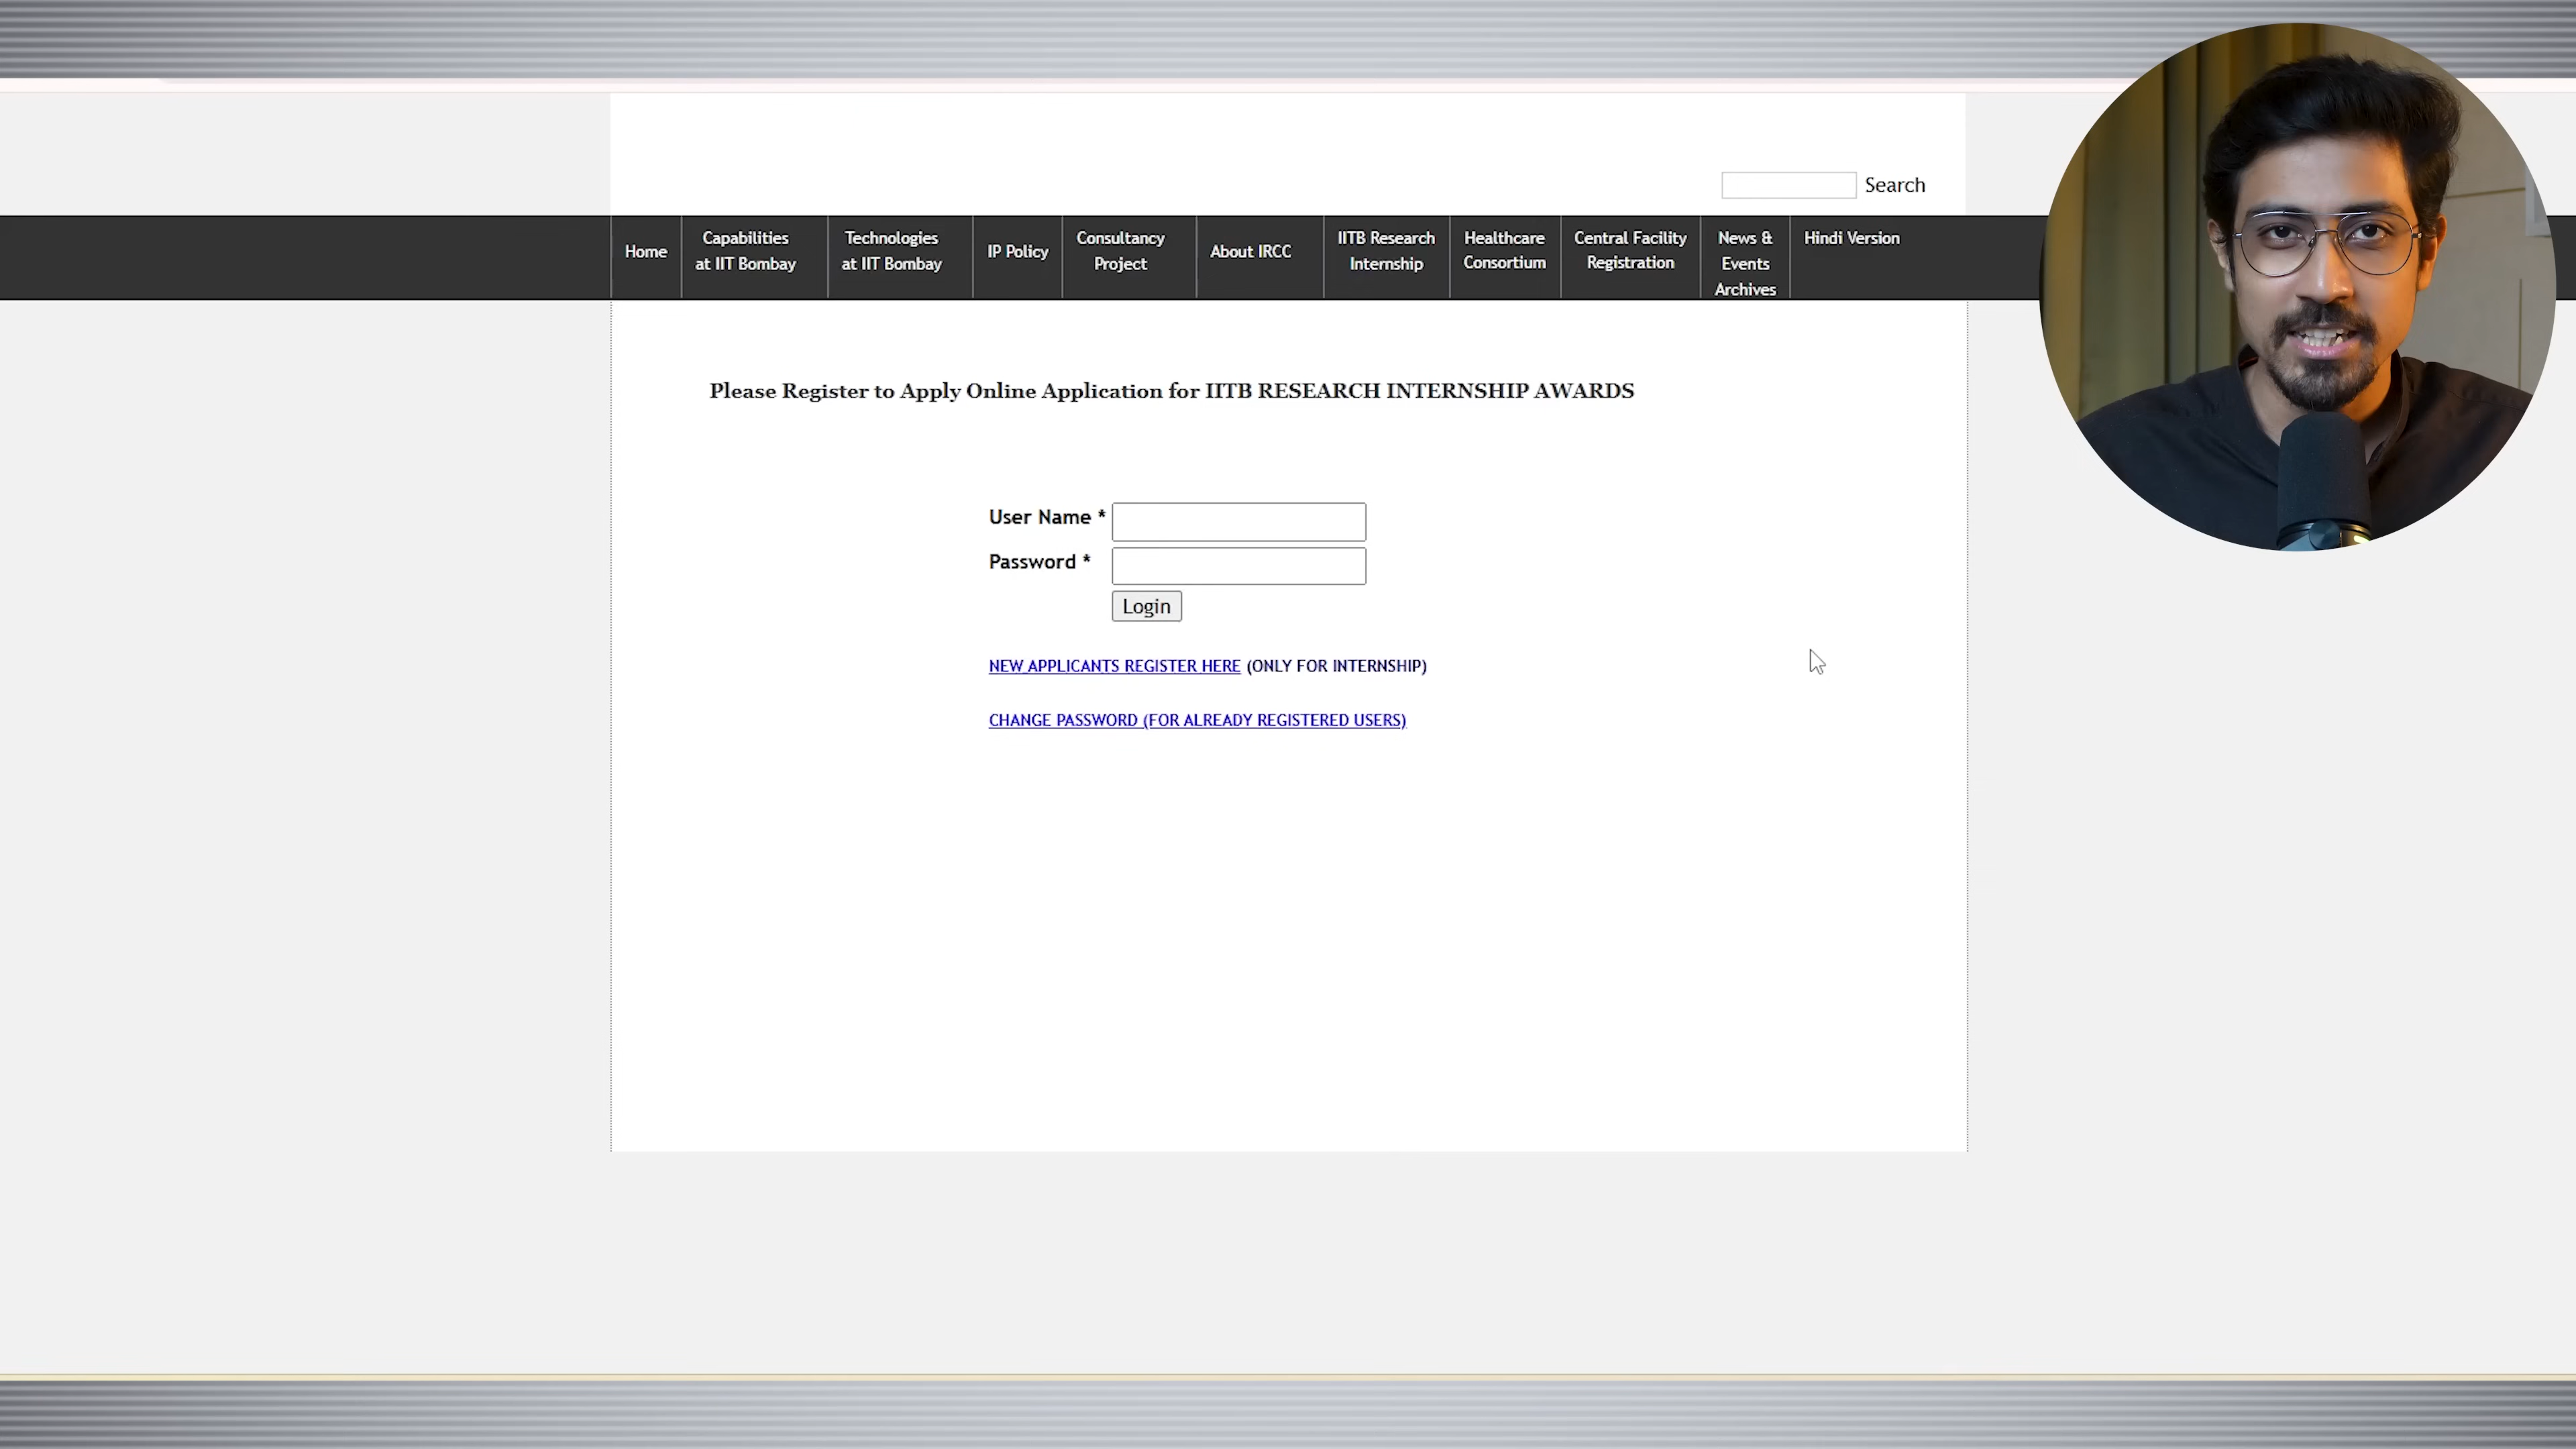 Search
Home
Capabilities
at IIT Bombay
Technologies
at IIT Bombay
IP Policy
Consultancy
Project
About IRCC
IITB Research
Internship
Healthcare
Consortium
Central Facility
Registration
News &
Events
Archives
Hindi Version
Please Register to Apply Online Application for IITB RESEARCH INTERNSHIP AWARDS
User Name *
Password *
Login
NEW APPLICANTS REGISTER HERE (ONLY FOR INTERNSHIP)
CHANGE PASSWORD (FOR ALREADY REGISTERED USERS)